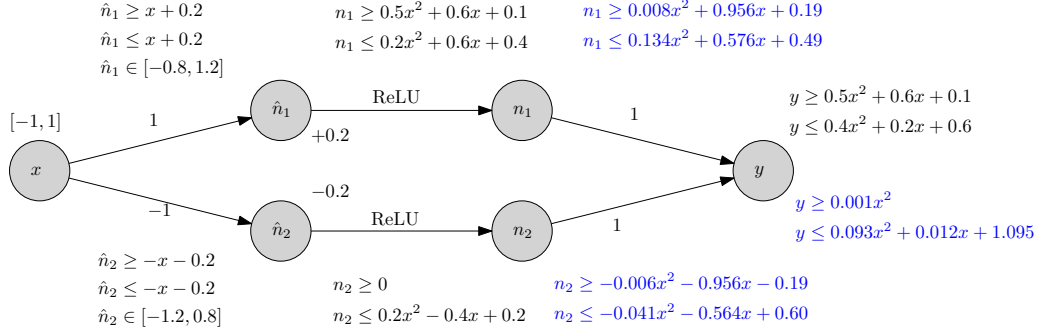 n̂₁ ≥ x + 0.2
n̂₁ ≤ x + 0.2
n̂₁ ∈ [−0.8, 1.2]
n₁ ≥ 0.5x² + 0.6x + 0.1
n₁ ≤ 0.2x² + 0.6x + 0.4
n₁ ≥ 0.008x² + 0.956x + 0.19
n₁ ≤ 0.134x² + 0.576x + 0.49
[−1, 1]
x
1
n̂₁
+0.2
ReLU
n₁
1
y ≥ 0.5x² + 0.6x + 0.1
y ≤ 0.4x² + 0.2x + 0.6
y
−1
n̂₂
−0.2
ReLU
n₂
1
y ≥ 0.001x²
y ≤ 0.093x² + 0.012x + 1.095
n̂₂ ≥ −x − 0.2
n̂₂ ≤ −x − 0.2
n̂₂ ∈ [−1.2, 0.8]
n₂ ≥ 0
n₂ ≤ 0.2x² − 0.4x + 0.2
n₂ ≥ −0.006x² − 0.956x − 0.19
n₂ ≤ −0.041x² − 0.564x + 0.60